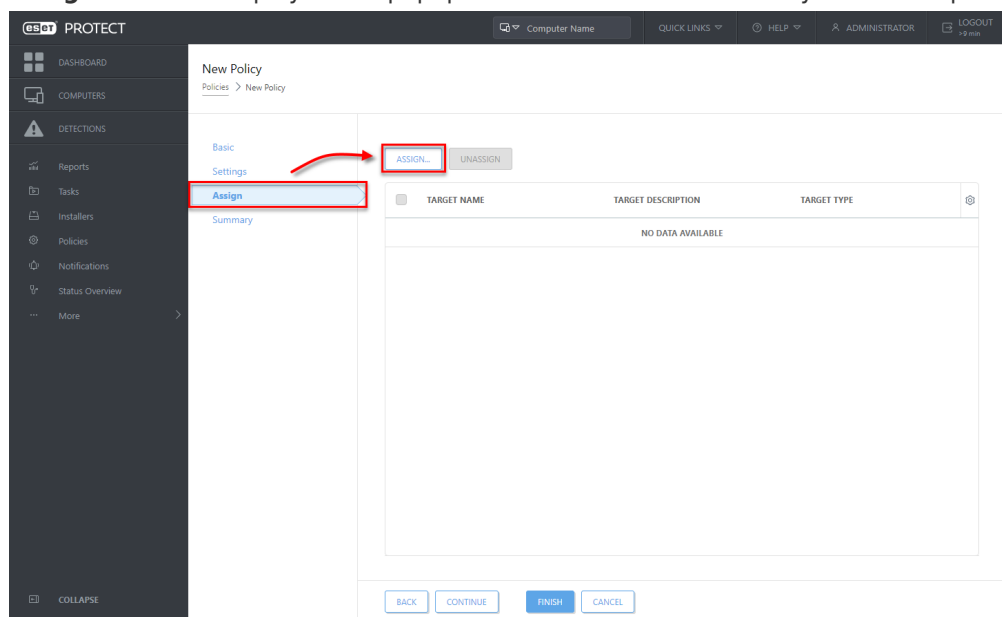 eset PROTECT
Computer Name
QUICK LINKS
HELP
ADMINISTRATOR
LOGOUT
>9 min
DASHBOARD
COMPUTERS
DETECTIONS
Reports
Tasks
Installers
Policies
Notifications
Status Overview
More
COLLAPSE
New Policy
Policies > New Policy
Basic
Settings
Assign
Summary
ASSIGN...
UNASSIGN
TARGET NAME TARGET DESCRIPTION TARGET TYPE
NO DATA AVAILABLE
BACK CONTINUE FINISH CANCEL